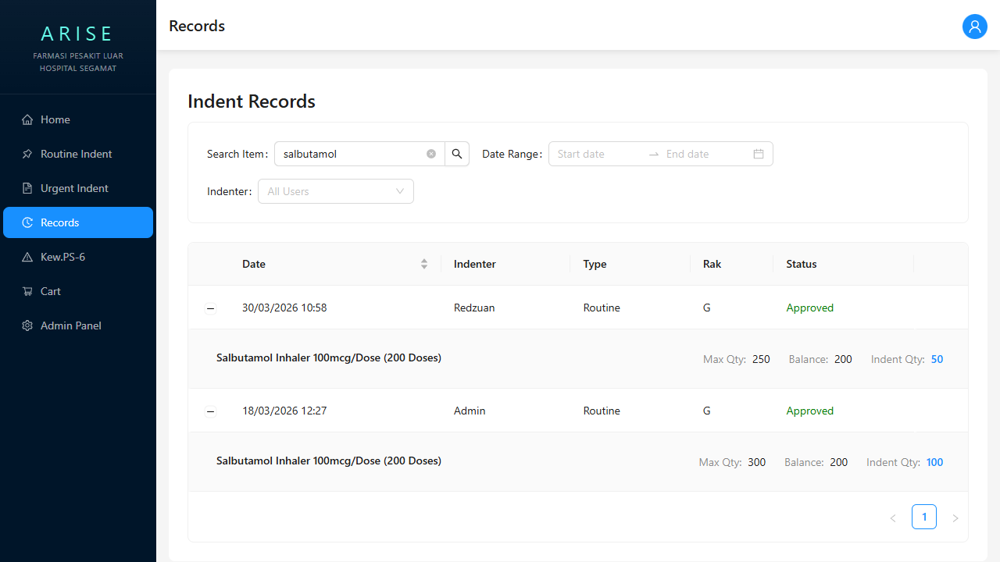 ARISE
FARMASI PESAKIT LUAR
HOSPITAL SEGAMAT
Home
Routine Indent
Urgent Indent
Records
Kew.PS-6
Cart
Admin Panel
Records
Indent Records
Search Item: salbutamol Date Range: Start date End date
Indenter: All Users
Date Indenter Type Rak Status
30/03/2026 10:58 Redzuan Routine G Approved
Salbutamol Inhaler 100mcg/Dose (200 Doses) Max Qty: 250 Balance: 200 Indent Qty: 50
18/03/2026 12:27 Admin Routine G Approved
Salbutamol Inhaler 100mcg/Dose (200 Doses) Max Qty: 300 Balance: 200 Indent Qty: 100
1